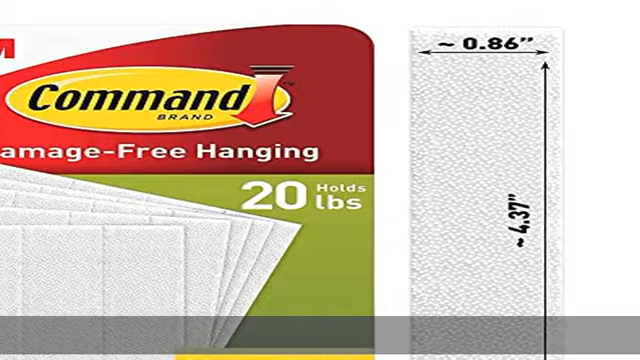 Command
BRAND
amage-Free Hanging
20 Holds
lbs
~ 0.86”
~ 4.37”